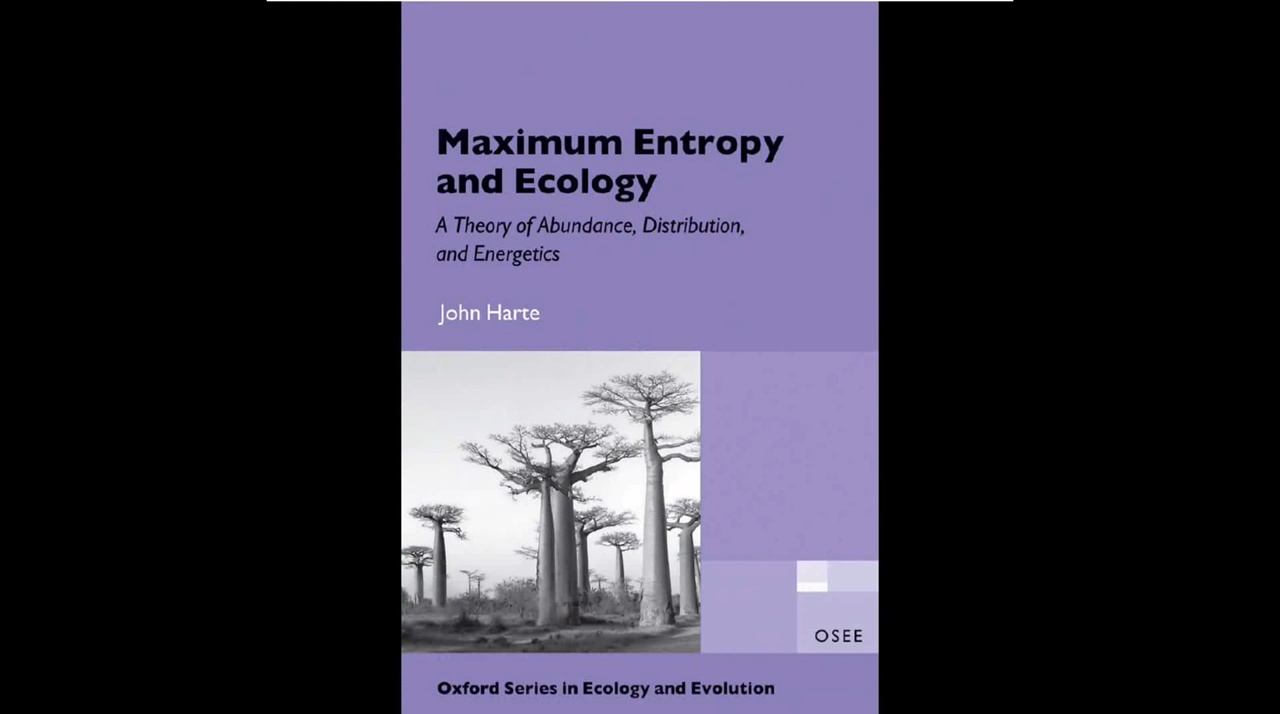 Maximum Entropy
and Ecology
A Theory of Abundance, Distribution,
and Energetics
John Harte
OSEE
Oxford Series in Ecology and Evolution